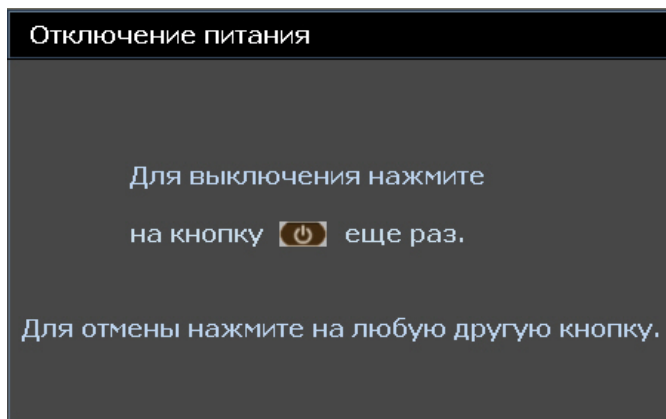 Отключение питания
Для выключения нажмите
на кнопку еще раз.
Для отмены нажмите на любую другую кнопку.